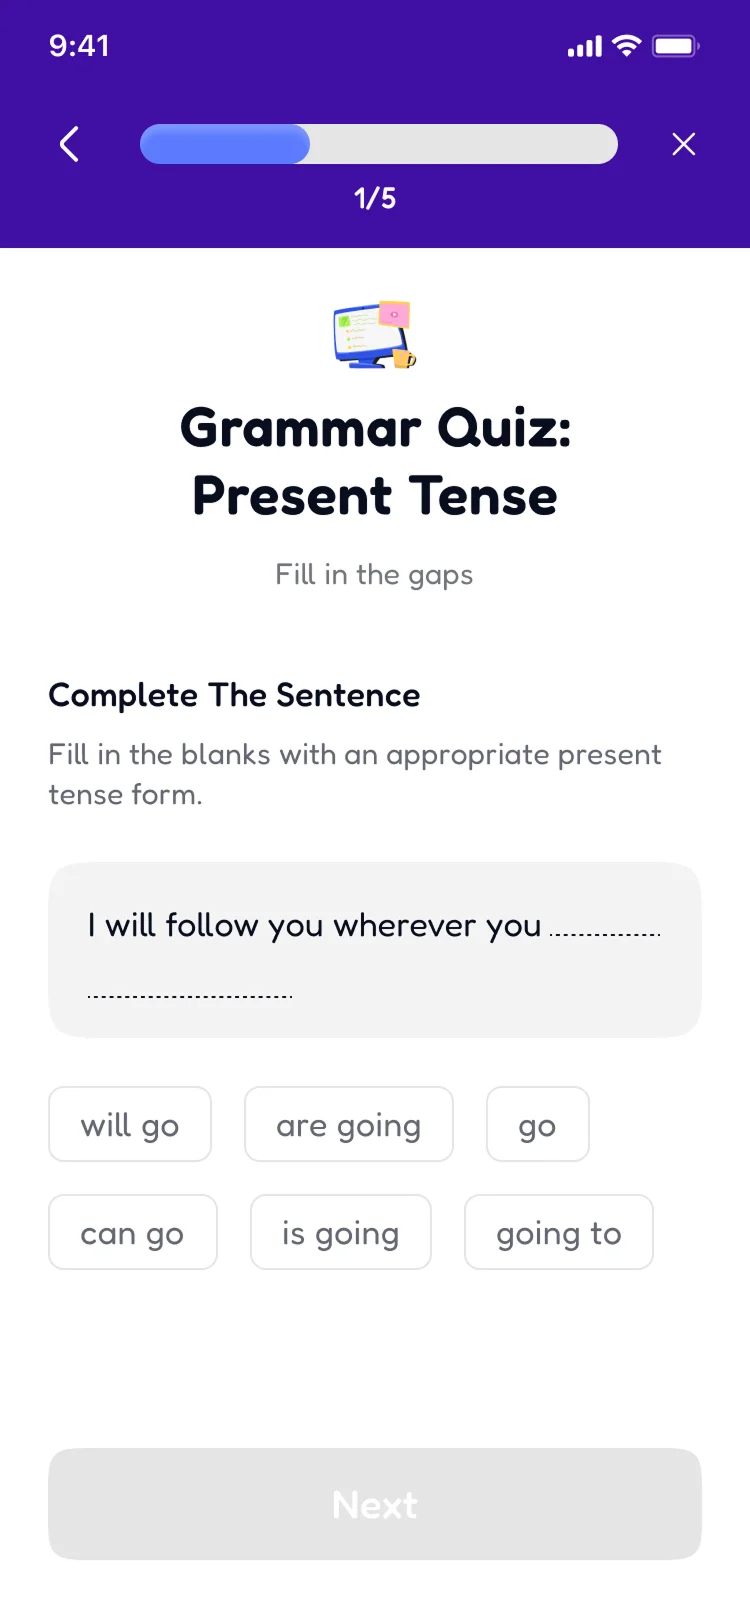 9:41
1/5
Grammar Quiz:
Present Tense
Fill in the gaps
Complete The Sentence
Fill in the blanks with an appropriate present
tense form.
I will follow you wherever you
will go are going go
can go is going going to
Next